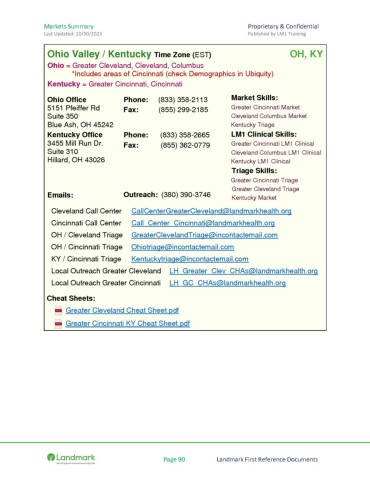 Markets Summary Proprietary & Confidential
Last Updated: 10/30/2023 Published by LM1 Training
Ohio Valley / Kentucky Time Zone (EST) OH, KY
Ohio = Greater Cleveland, Cleveland, Columbus
*Includes areas of Cincinnati (check Demographics in Ubiquity)
Kentucky = Greater Cincinnati, Cincinnati
Ohio Office Phone: (833) 358-2113
5151 Pfeiffer Rd Fax: (855) 299-2185
Suite 350
Blue Ash, OH 45242
Kentucky Office Phone: (833) 358-2665
3455 Mill Run Dr. Fax: (855) 362-0779
Suite 310
Hillard, OH 43026
Emails: Outreach: (380) 390-3746
Market Skills:
Greater Cincinnati Market
Cleveland Columbus Market
Kentucky Triage
LM1 Clinical Skills:
Greater Cincinnati LM1 Clinical
Cleveland Columbus LM1 Clinical
Kentucky LM1 Clinical
Triage Skills:
Greater Cincinnati Triage
Greater Cleveland Triage
Kentucky Market
Cleveland Call Center CallCenterGreaterCleveland@landmarkhealth.org
Cincinnati Call Center Call_Center_Cincinnati@landmarkhealth.org
OH / Cleveland Triage GreaterClevelandTriage@incontactemail.com
OH / Cincinnati Triage Ohiotriage@incontactemail.com
KY / Cincinnati Triage Kentuckytriage@incontactemail.com
Local Outreach Greater Cleveland LH_Greater_Clev_CHAs@landmarkhealth.org
Local Outreach Greater Cincinnati LH_GC_CHAs@landmarkhealth.org
Cheat Sheets:
Greater Cleveland Cheat Sheet.pdf
Greater Cincinnati KY Cheat Sheet.pdf
Landmark Page 90 Landmark First Reference Documents